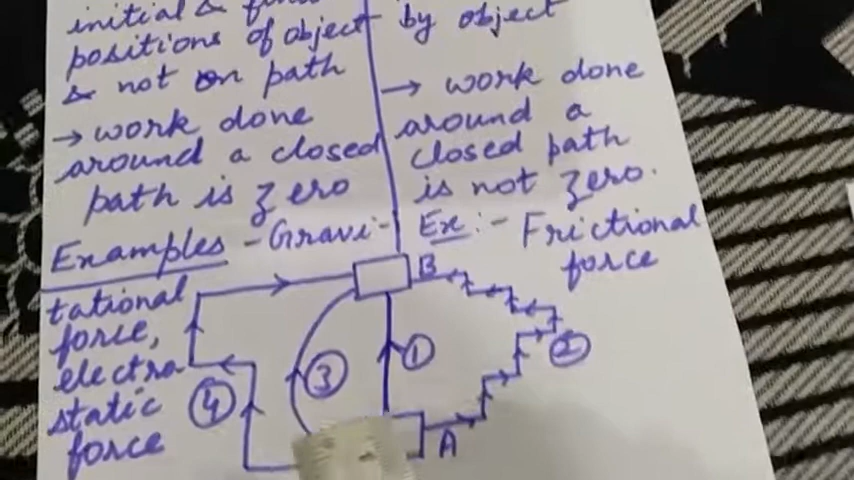 initial &
positions of object
& not on path
→ work done
around a closed
path is zero
Examples - Gravi-
tational
force,
electro
static
force
by object
→ work done
around a
closed path
is not zero.
Ex :- Frictional
force
B
1
2
3
4
A